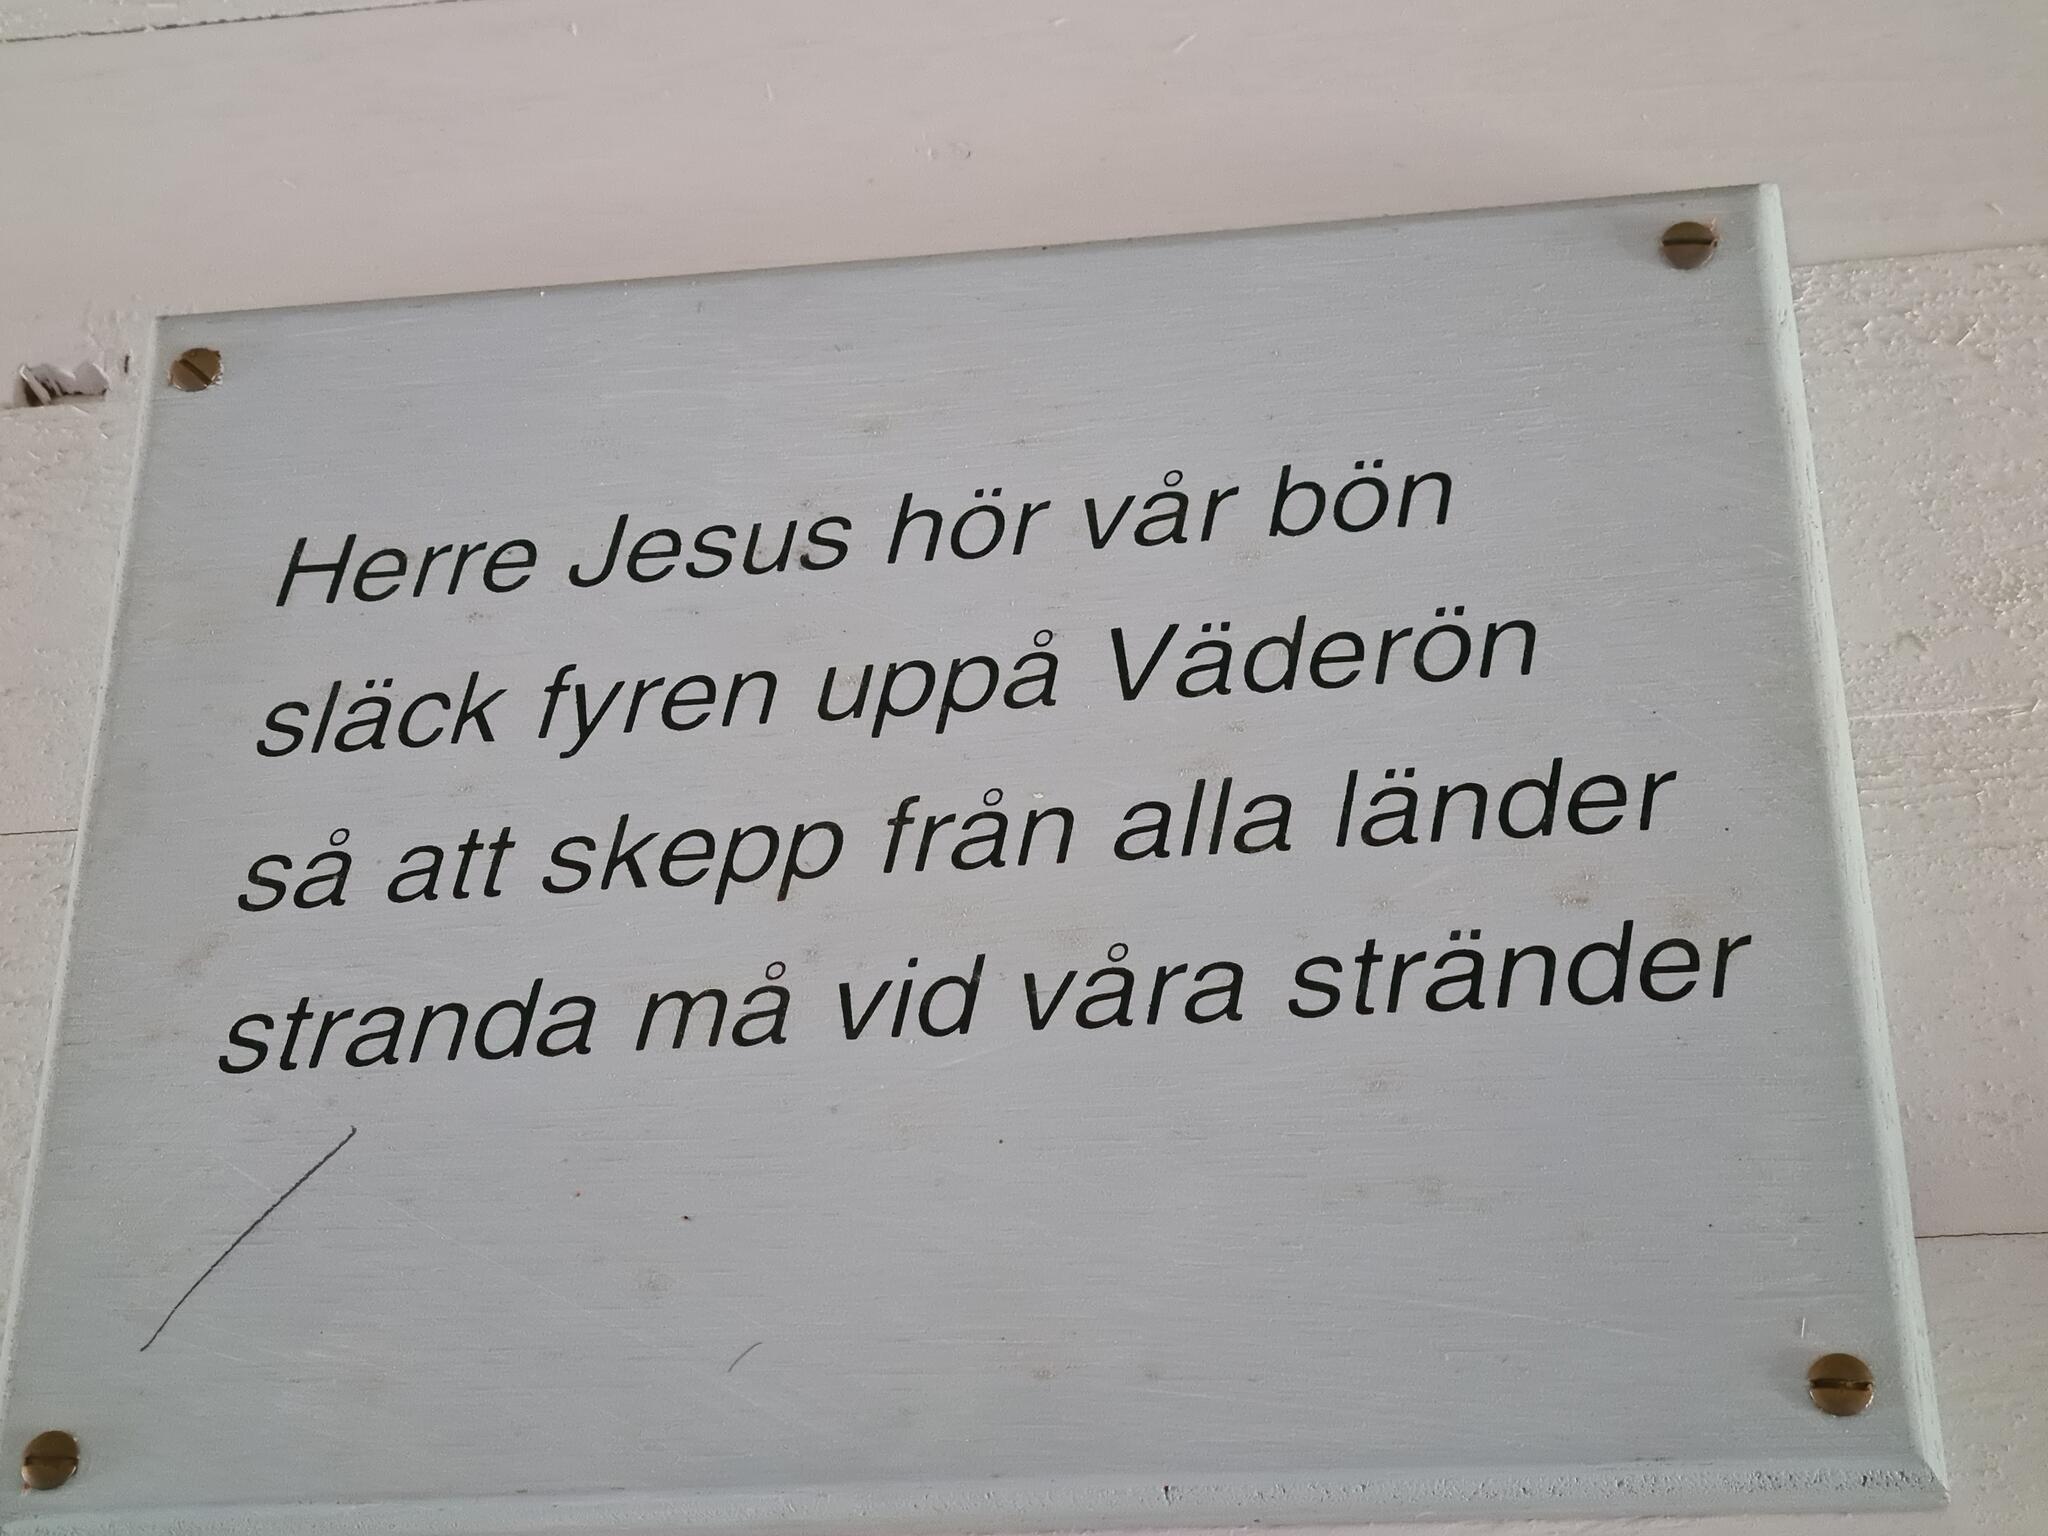 Herre Jesus hör vår bön
släck fyren uppå Väderön
så att skepp från alla länder
stranda må vid våra stränder